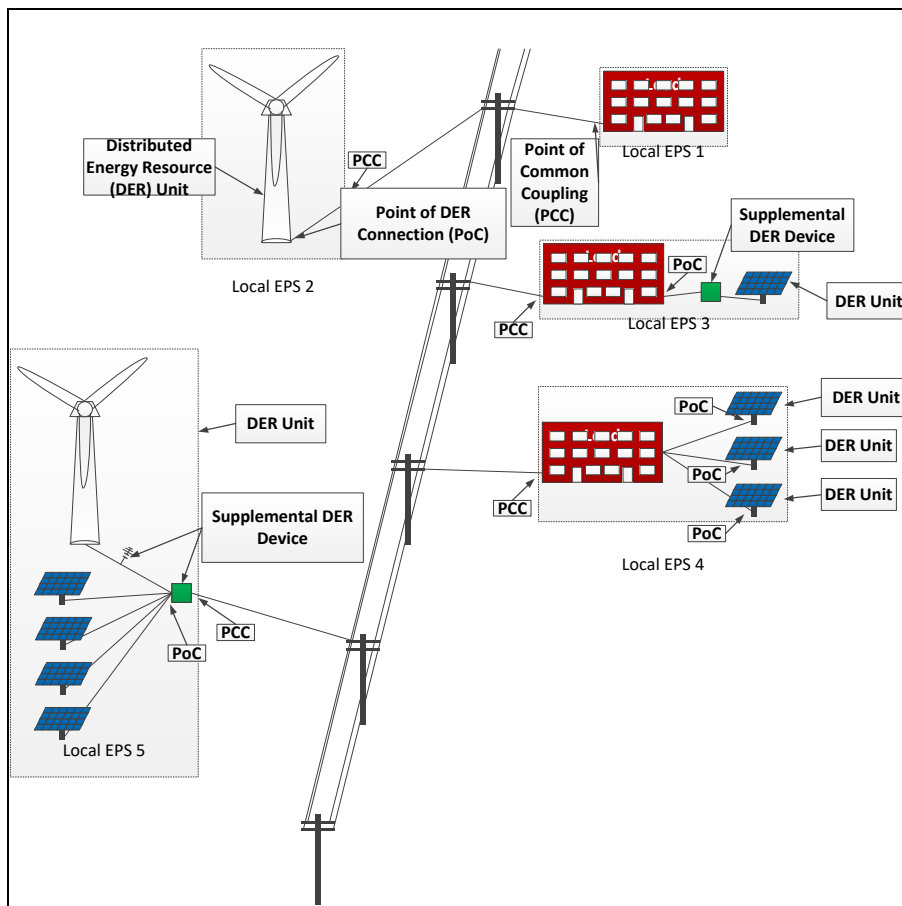 Distributed
Energy Resource
(DER) Unit
PCC
Point of
Common
Coupling
(PCC)
Local EPS 1
Point of DER
Connection (PoC)
Supplemental
DER Device
Local EPS 2
PoC
DER Unit
PCC
Local EPS 3
DER Unit
PoC
DER Unit
DER Unit
PoC
DER Unit
PCC
PoC
Supplemental DER
Device
Local EPS 4
PCC
PoC
Local EPS 5